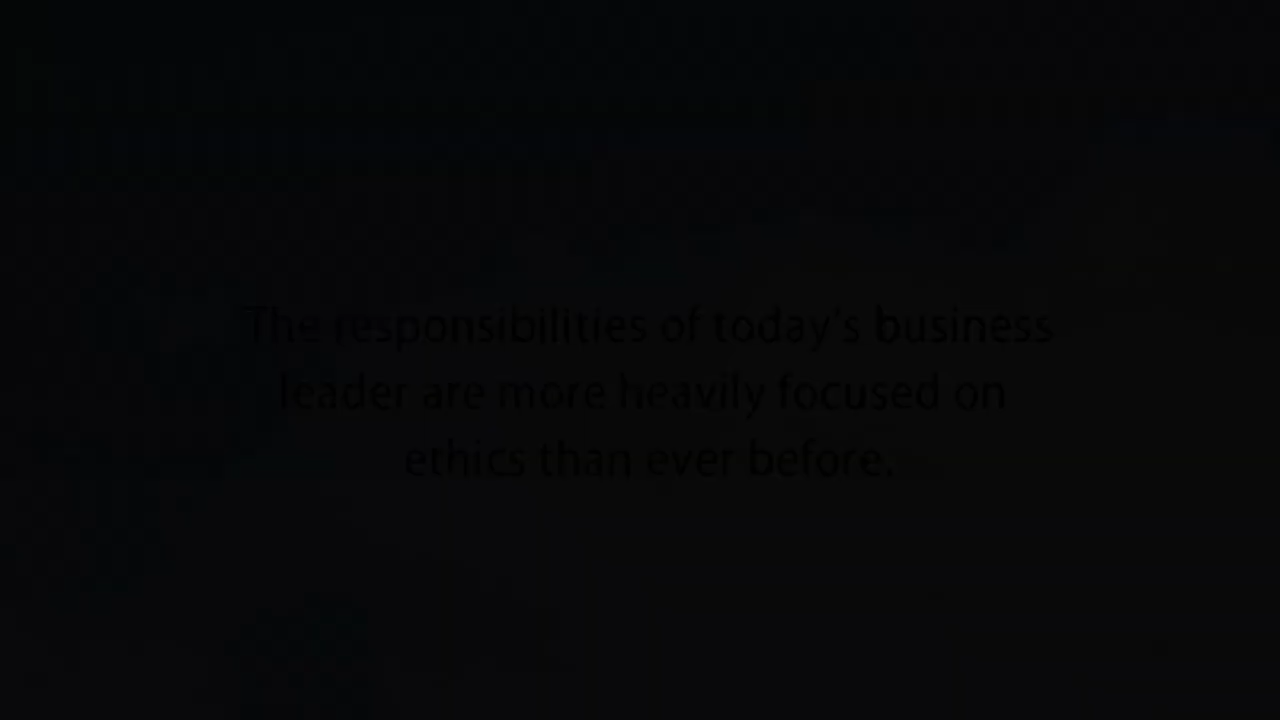 The responsibilities of today's business
leader are more heavily focused on
ethics than ever before.